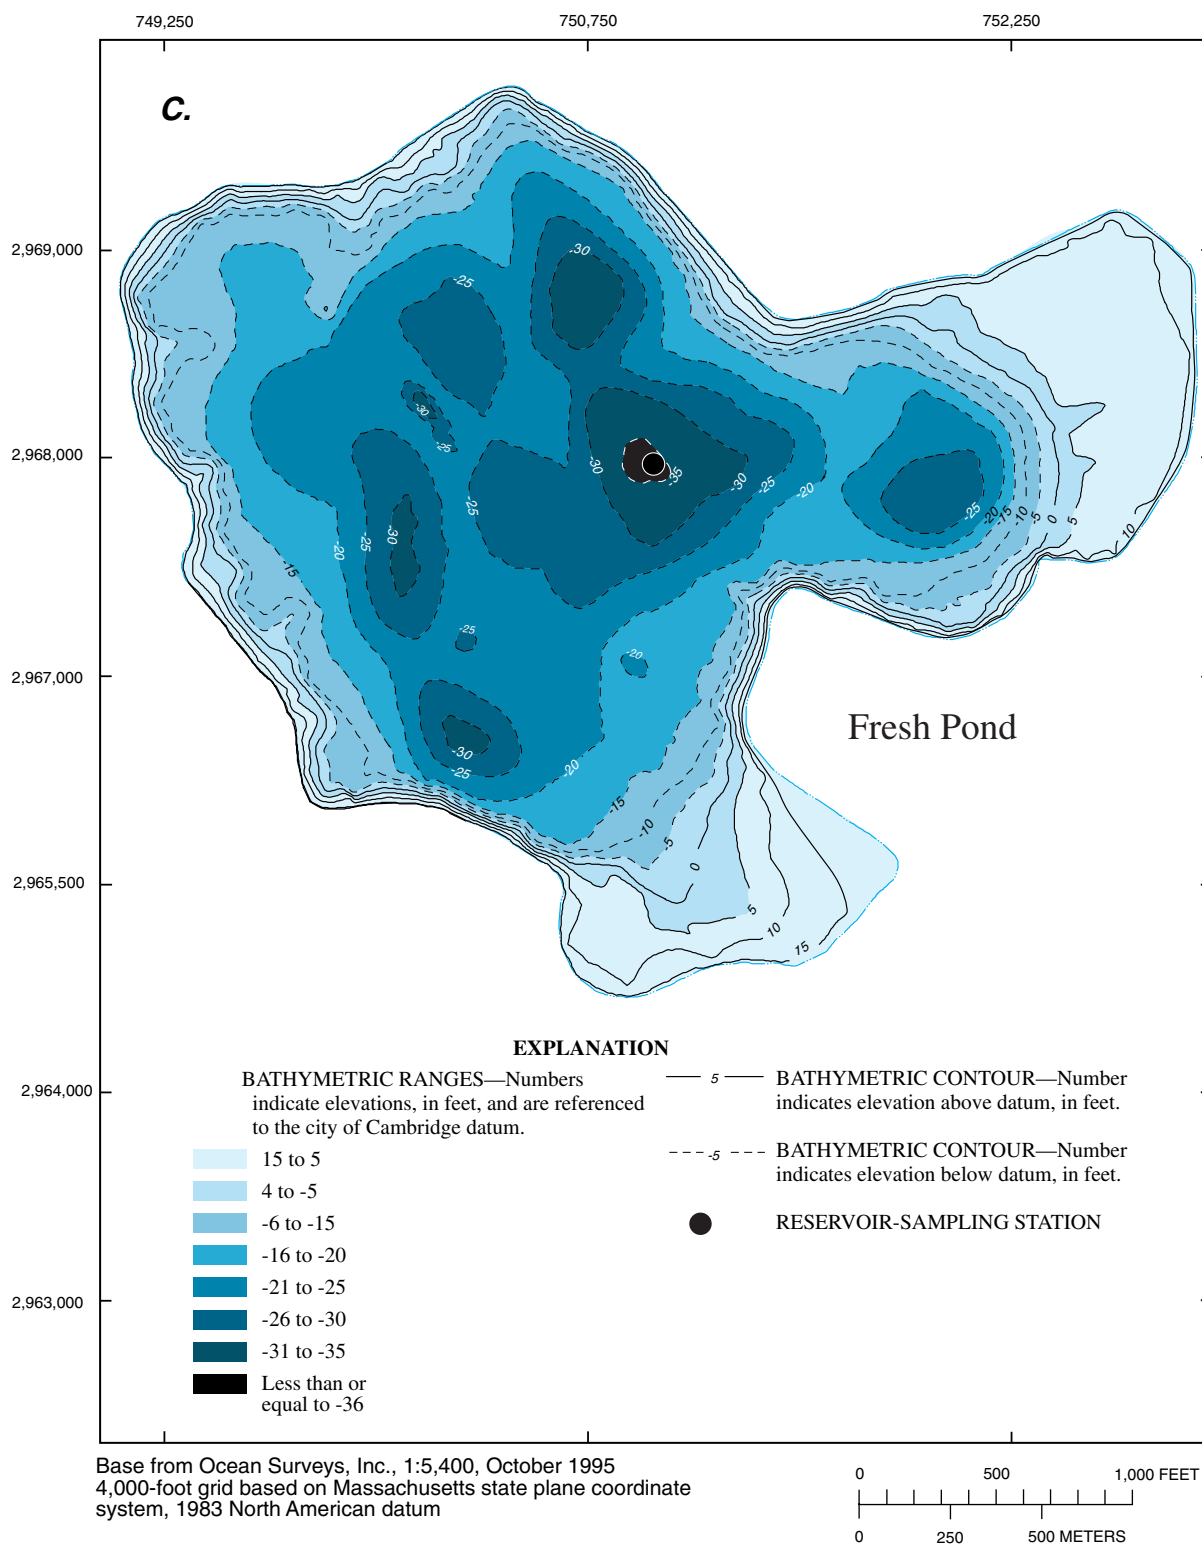 749,250
750,750
752,250
C.
2,969,000
2,968,000
2,967,000
2,965,500
2,964,000
2,963,000
-30
-25
-30
-25
-30
-35
-30
-25
-20
-25
-20
-15
-10
-5
0
5
10
-25
-30
-25
-20
-15
-25
-20
-30
-25
-20
-15
-10
-5
0
5
10
15
Fresh Pond
EXPLANATION
BATHYMETRIC RANGES—Numbers
indicate elevations, in feet, and are referenced
to the city of Cambridge datum.
15 to 5
4 to -5
-6 to -15
-16 to -20
-21 to -25
-26 to -30
-31 to -35
Less than or
equal to -36
5
BATHYMETRIC CONTOUR—Number
indicates elevation above datum, in feet.
-5
BATHYMETRIC CONTOUR—Number
indicates elevation below datum, in feet.
RESERVOIR-SAMPLING STATION
Base from Ocean Surveys, Inc., 1:5,400, October 1995
4,000-foot grid based on Massachusetts state plane coordinate
system, 1983 North American datum
0 500 1,000 FEET
0 250 500 METERS